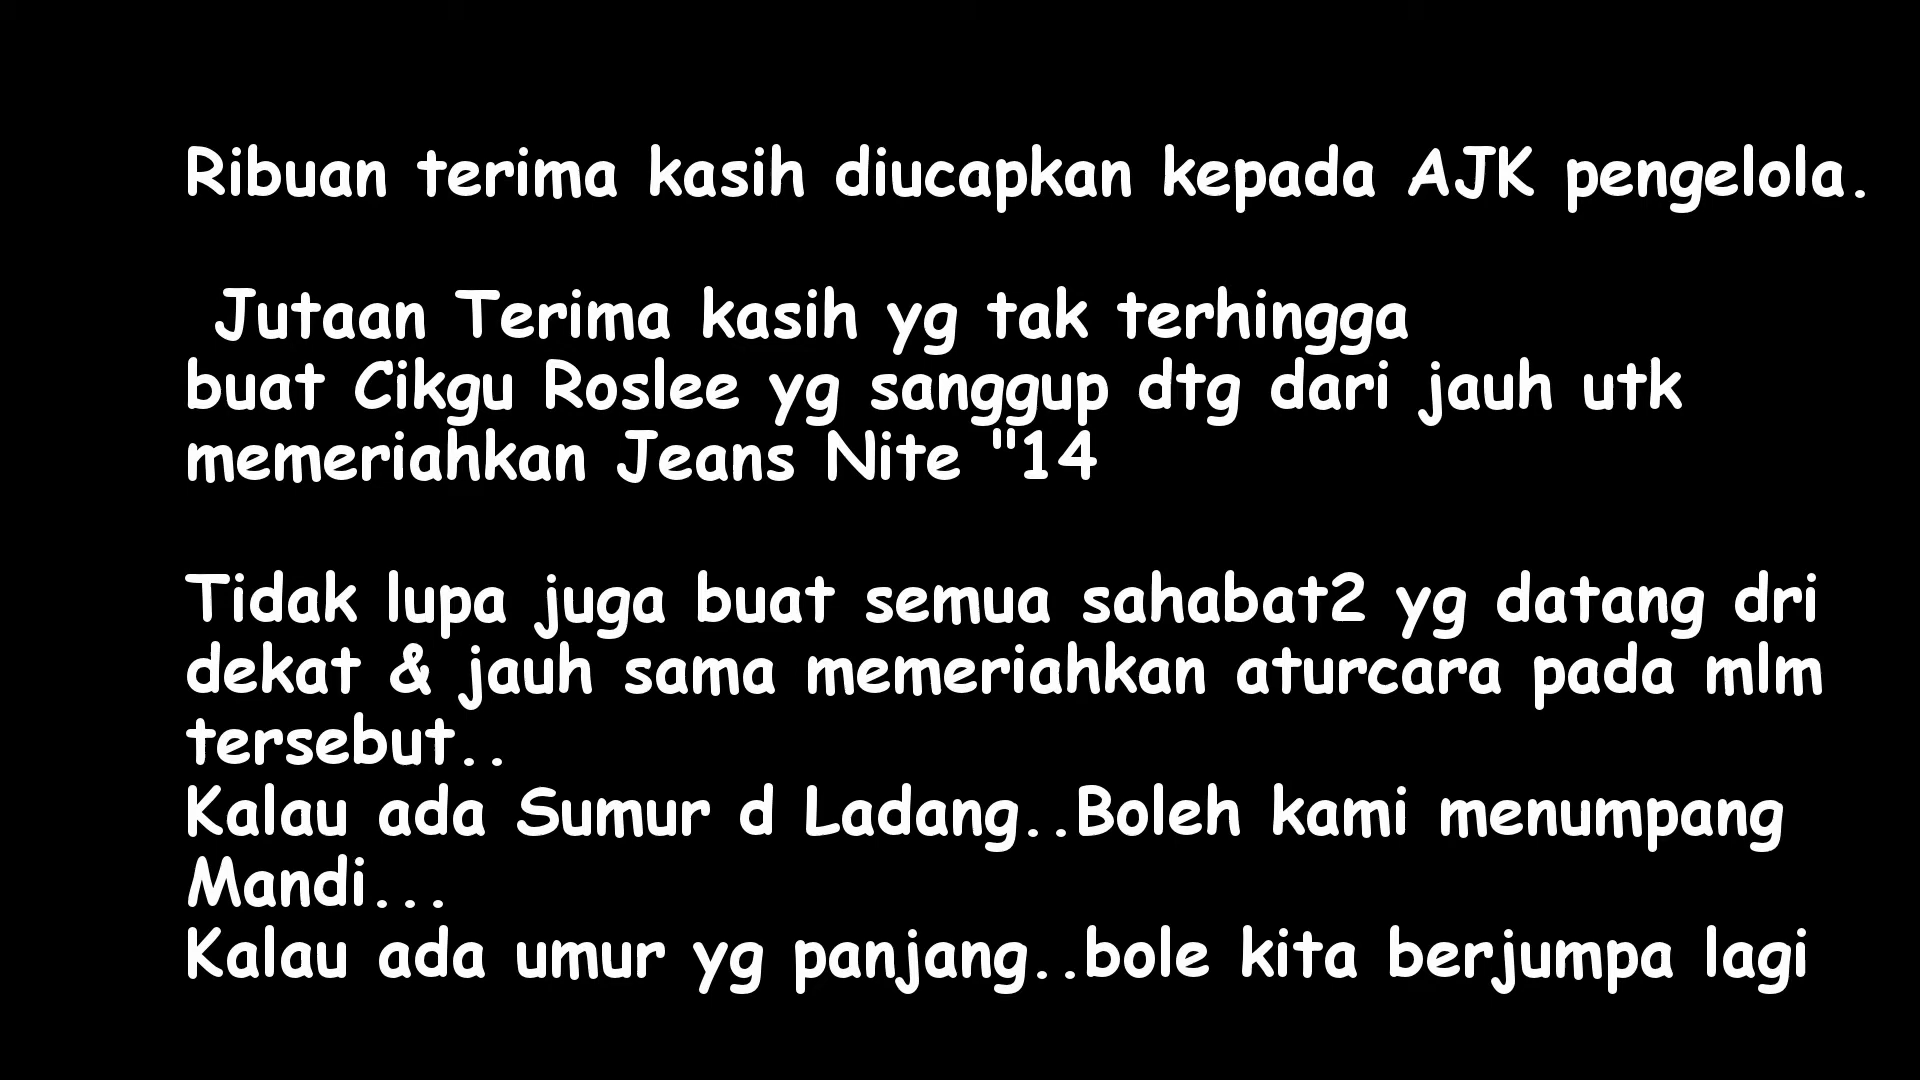 Ribuan terima kasih diucapkan kepada AJK pengelola.
Jutaan Terima kasih yg tak terhingga
buat Cikgu Roslee yg sanggup dtg dari jauh utk
memeriahkan Jeans Nite "14
Tidak lupa juga buat semua sahabat2 yg datang dri
dekat & jauh sama memeriahkan aturcara pada mlm
tersebut..
Kalau ada Sumur d Ladang..Boleh kami menumpang
Mandi...
Kalau ada umur yg panjang..bole kita berjumpa lagi